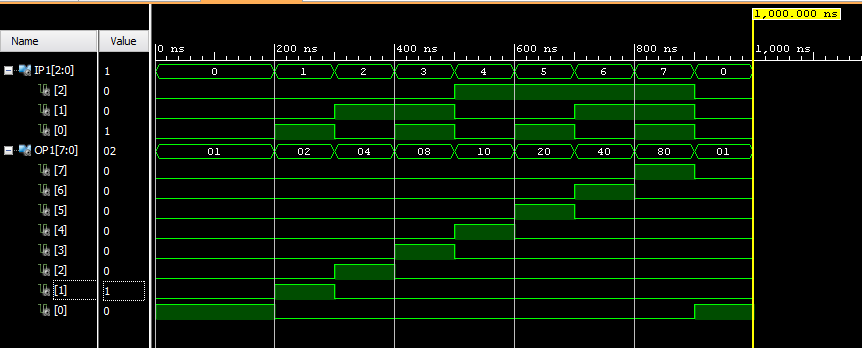 1,000.000 ns
Name Value 0 ns 200 ns 400 ns 600 ns 800 ns 1,000 ns
IP1[2:0] 1 0 1 2 3 4 5 6 7 0
[2] 0
[1] 0
[0] 1
OP1[7:0] 02 01 02 04 08 10 20 40 80 01
[7] 0
[6] 0
[5] 0
[4] 0
[3] 0
[2] 0
[1] 1
[0] 0